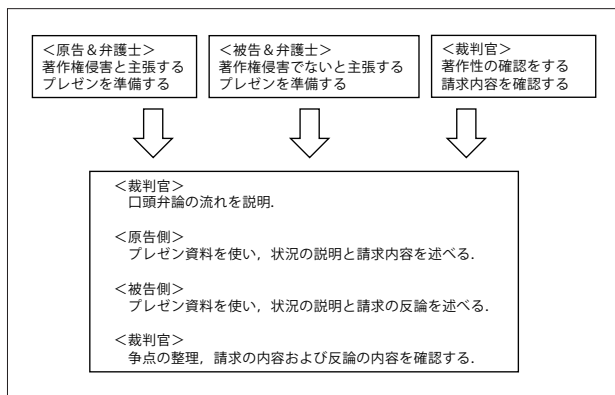 ＜原告＆弁護士＞
著作権侵害と主張する
プレゼンを準備する
＜被告＆弁護士＞
著作権侵害でないと主張する
プレゼンを準備する
＜裁判官＞
著作性の確認をする
請求内容を確認する
＜裁判官＞
口頭弁論の流れを説明．
＜原告側＞
プレゼン資料を使い，状況の説明と請求内容を述べる．
＜被告側＞
プレゼン資料を使い，状況の説明と請求の反論を述べる．
＜裁判官＞
争点の整理，請求の内容および反論の内容を確認する．